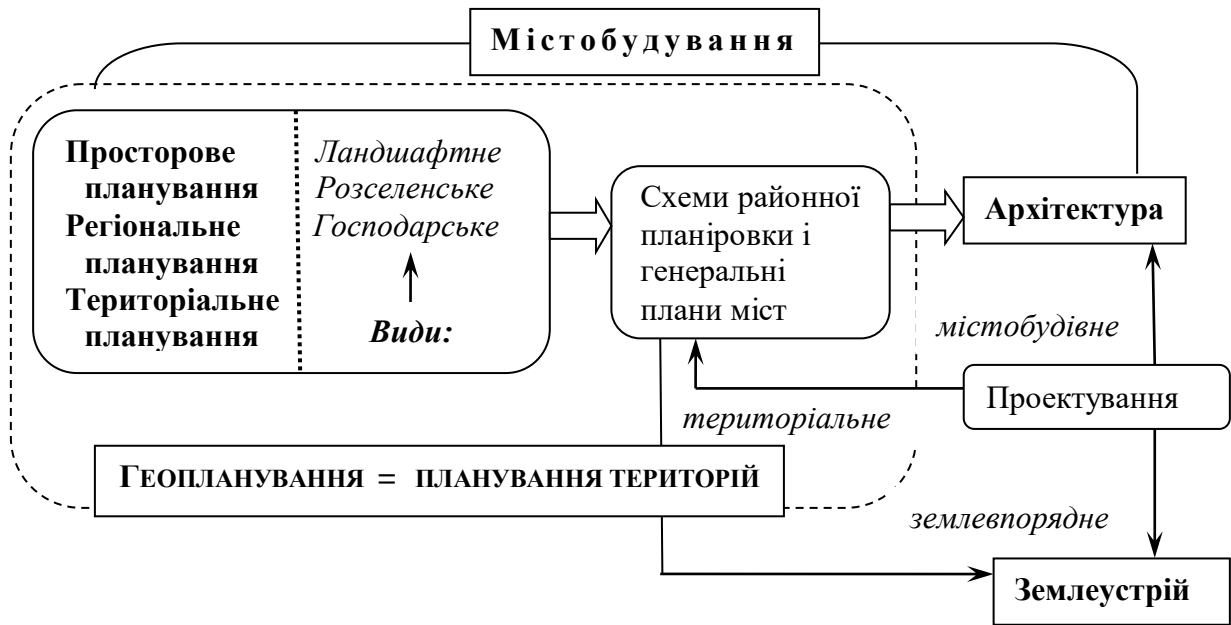 Містобудування
Просторове
планування
Регіональне
планування
Територіальне
планування
Ландшафтне
Розселенське
Господарське
Види:
Схеми районної
планіровки і
генеральні
плани міст
Архітектура
містобудівне
Проектування
територіальне
ГЕОПЛАНУВАННЯ = ПЛАНУВАННЯ ТЕРИТОРІЙ
землевпорядне
Землеустрій